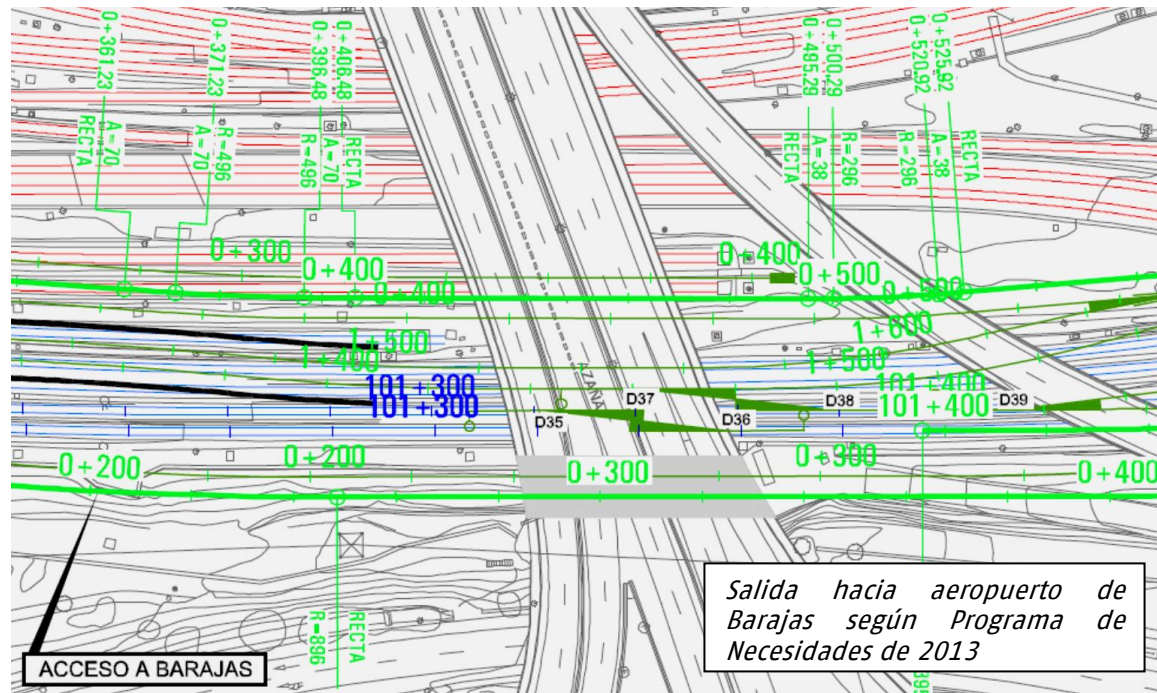 0+361.23
0+371.23
0+396.48
0+406.48
0+495.29
0+500.29
0+520.92
0+525.92
RECTA
A=70
A=70
R=496
R=496
A=70
RECTA
RECTA
A=38
R=296
R=296
A=38
RECTA
0+300
0+400
0+400
0+400
0+500
1+600
1+500
1+400
1+500
101+300
101+300
AZAÑA
D37
D35
D36
D38
D39
101+400
101+400
0+200
0+200
0+300
0+300
0+400
R=896
RECTA
ACCESO A BARAJAS
Salida hacia aeropuerto de
Barajas según Programa de
Necesidades de 2013